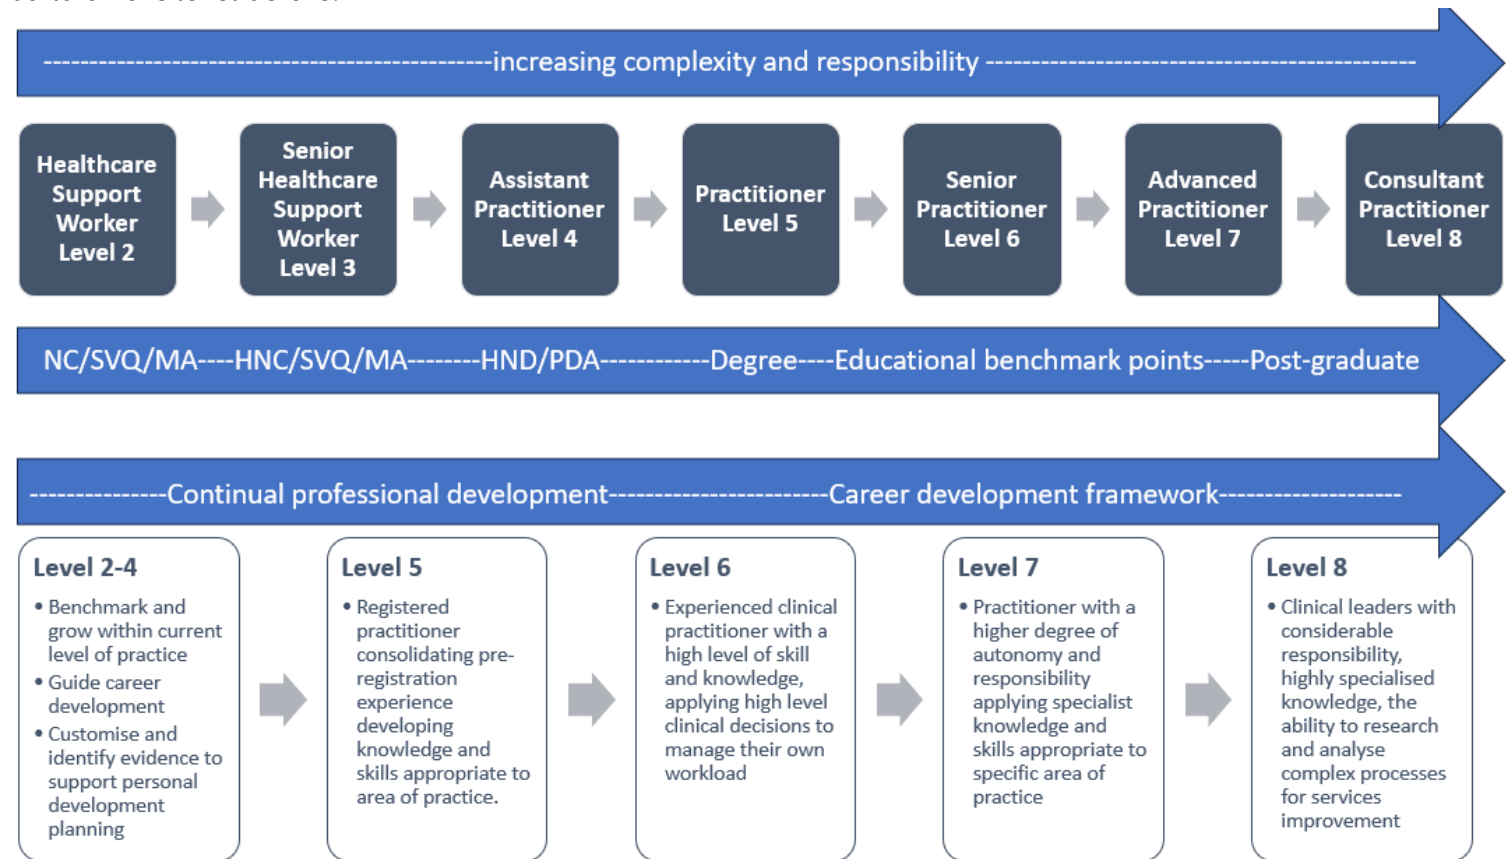 ---increasing complexity and responsibility---
Healthcare
Support
Worker
Level 2
Senior
Healthcare
Support
Worker
Level 3
Assistant
Practitioner
Level 4
Practitioner
Level 5
Senior
Practitioner
Level 6
Advanced
Practitioner
Level 7
Consultant
Practitioner
Level 8
NC/SVQ/MA----HNC/SVQ/MA--------HND/PDA------------Degree----Educational benchmark points-----Post-graduate
---------------Continual professional development------------------------Career development framework--------------------
Level 2-4
• Benchmark and
grow within current
level of practice
• Guide career
development
• Customise and
identify evidence to
support personal
development
planning
Level 5
• Registered
practitioner
consolidating pre-
registration
experience
developing
knowledge and
skills appropriate to
area of practice.
Level 6
• Experienced clinical
practitioner with a
high level of skill
and knowledge,
applying high level
clinical decisions to
manage their own
workload
Level 7
• Practitioner with a
higher degree of
autonomy and
responsibility
applying specialist
knowledge and
skills appropriate to
specific area of
practice
Level 8
• Clinical leaders with
considerable
responsibility,
highly specialised
knowledge, the
ability to research
and analyse
complex processes
for services
improvement